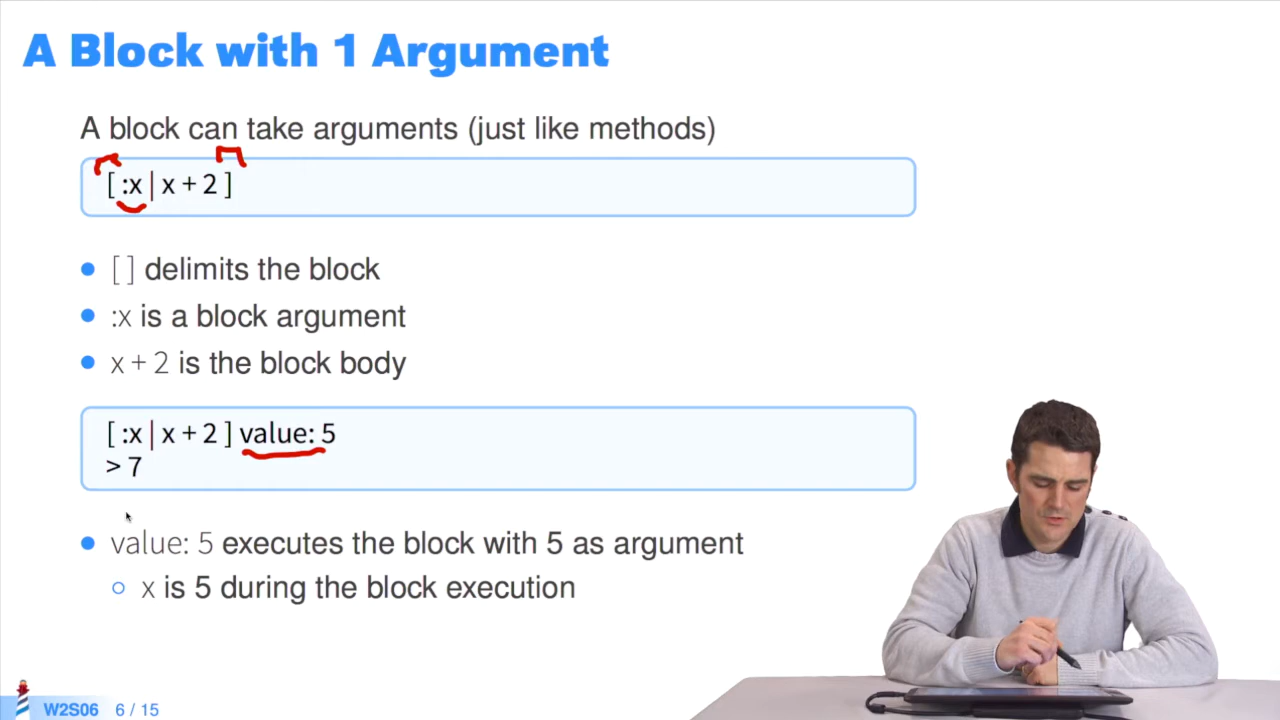 A Block with 1 Argument
A block can take arguments (just like methods)
[ :x | x + 2 ]
[ ] delimits the block
:x is a block argument
x + 2 is the block body
[ :x | x + 2 ] value: 5
> 7
value: 5 executes the block with 5 as argument
x is 5 during the block execution
W2S06 6 / 15